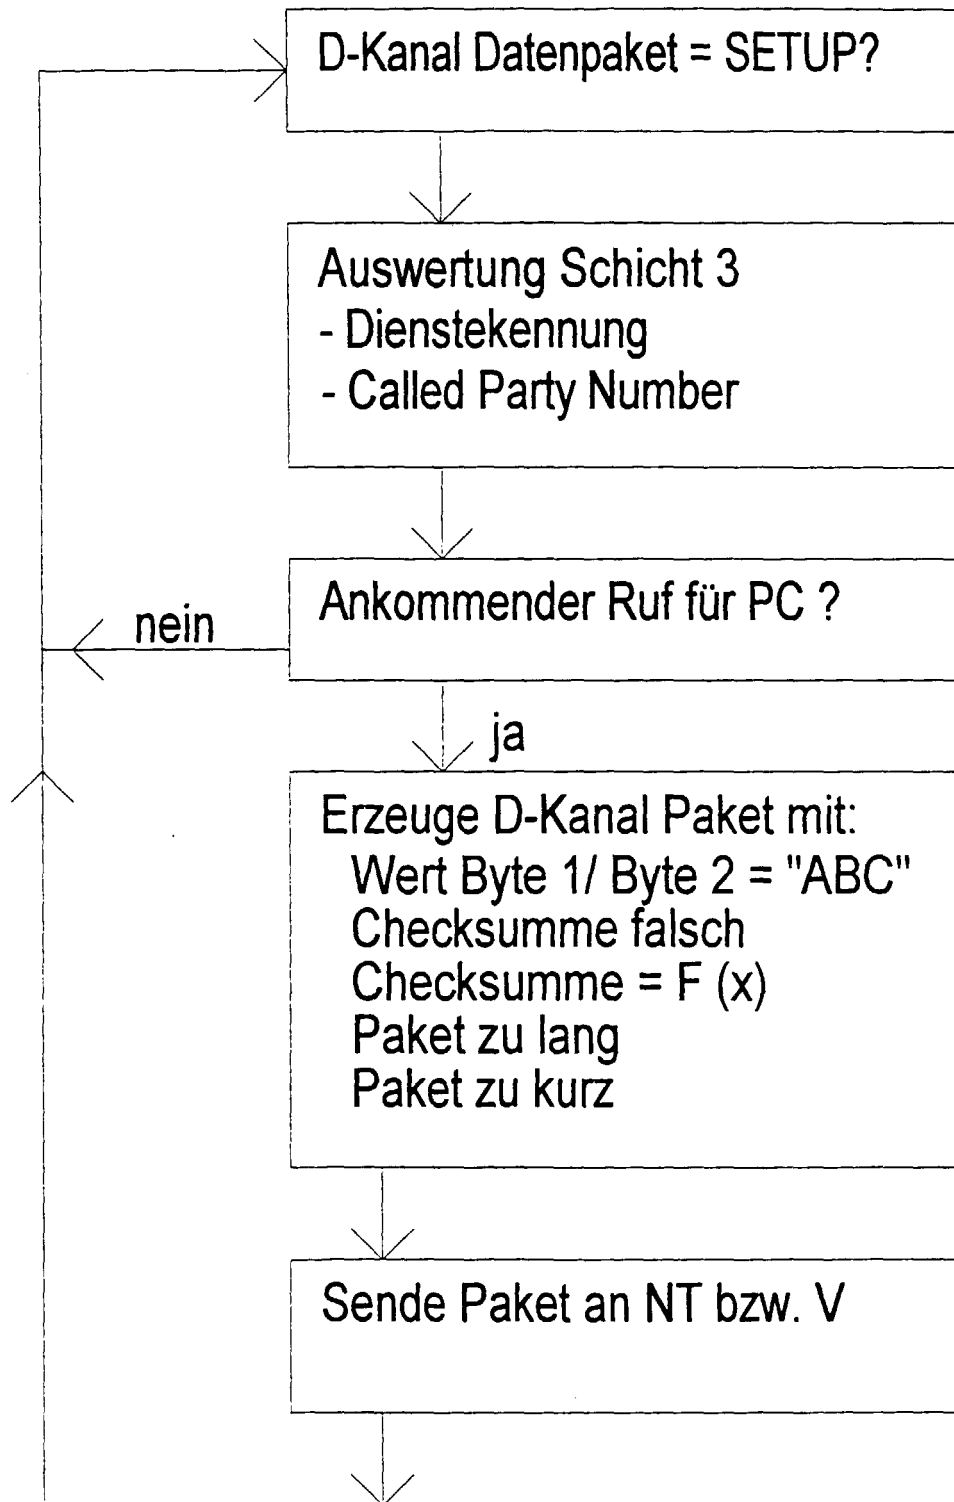 D-Kanal Datenpaket = SETUP?
Auswertung Schicht 3
- Dienstekennung
- Called Party Number
Ankommender Ruf für PC ?
nein
ja
Erzeuge D-Kanal Paket mit:
Wert Byte 1/ Byte 2 = "ABC"
Checksumme falsch
Checksumme = F (x)
Paket zu lang
Paket zu kurz
Sende Paket an NT bzw. V